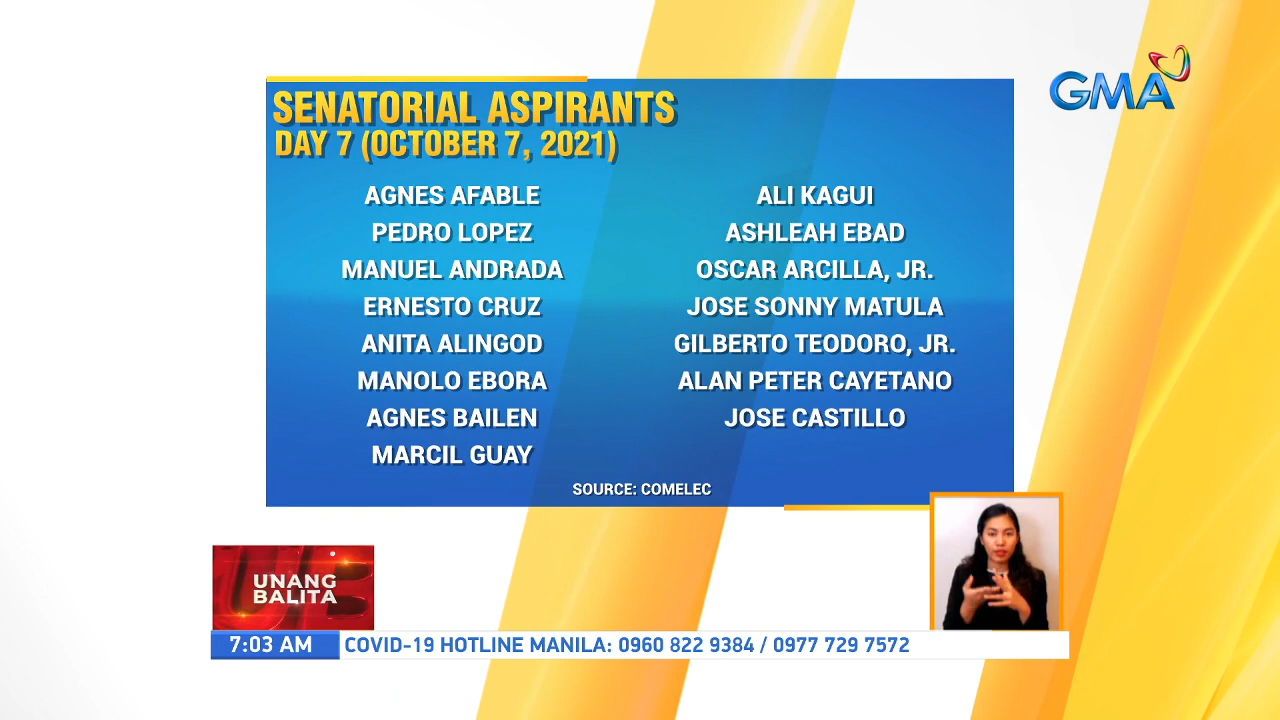 GMA
SENATORIAL ASPIRANTS
DAY 7 (OCTOBER 7, 2021)
AGNES AFABLE
PEDRO LOPEZ
MANUEL ANDRADA
ERNESTO CRUZ
ANITA ALINGOD
MANOLO EBORA
AGNES BAILEN
MARCIL GUAY
ALI KAGUI
ASHLEAH EBAD
OSCAR ARCILLA, JR.
JOSE SONNY MATULA
GILBERTO TEODORO, JR.
ALAN PETER CAYETANO
JOSE CASTILLO
SOURCE: COMELEC
UNANG
BALITA
7:03 AM
COVID-19 HOTLINE MANILA: 0960 822 9384 / 0977 729 7572